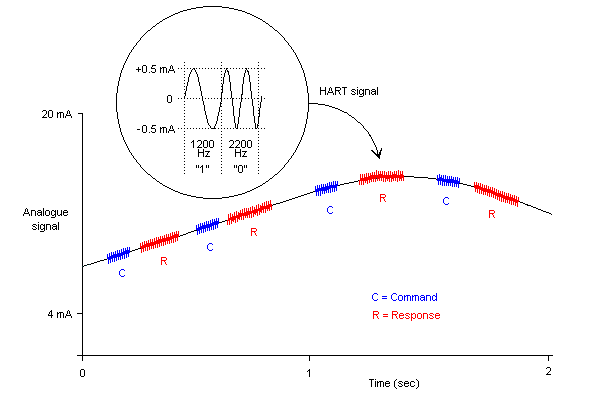 +0.5 mA
0
-0.5 mA
1200 2200
Hz Hz
"1" "0"
HART signal
20 mA
Analogue
signal
4 mA
C
R
C
R
C
R
C
R
C = Command
R = Response
0
1
2
Time (sec)